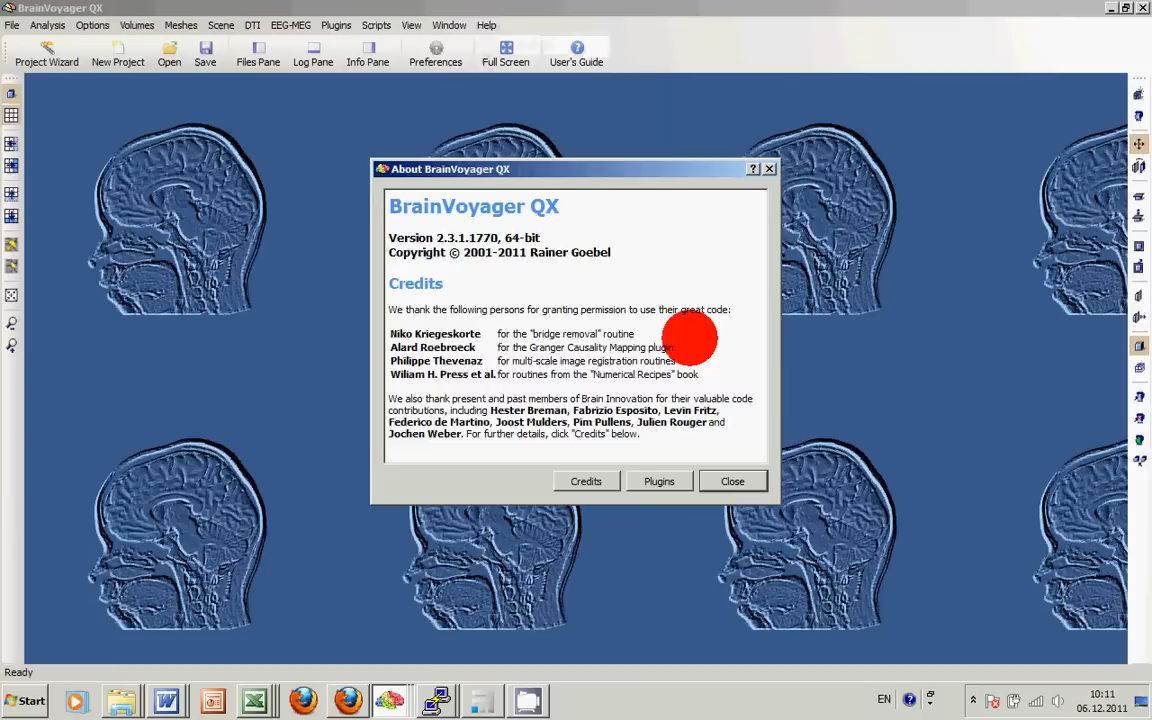 BrainVoyager QX
File Analysis Options Volumes Meshes Scene DTI EEG-MEG Plugins Scripts View Window Help
Project Wizard New Project Open Save Files Pane Log Pane Info Pane Preferences Full Screen User's Guide
About BrainVoyager QX
BrainVoyager QX
Version 2.3.1.1770, 64-bit
Copyright © 2001-2011 Rainer Goebel
Credits
We thank the following persons for granting permission to use their great code:
Niko Kriegeskorte for the "bridge removal" routine
Alard Roebroeck for the Granger Causality Mapping plugin
Philippe Thevenaz for multi-scale image registration routines
Wiliam H. Press et al. for routines from the "Numerical Recipes" book
We also thank present and past members of Brain Innovation for their valuable code
contributions, including Hester Breman, Fabrizio Esposito, Levin Fritz,
Federico de Martino, Joost Mulders, Pim Pullens, Julien Rouger and
Jochen Weber. For further details, click "Credits" below.
Credits Plugins Close
Ready
Start EN 10:11
06.12.2011